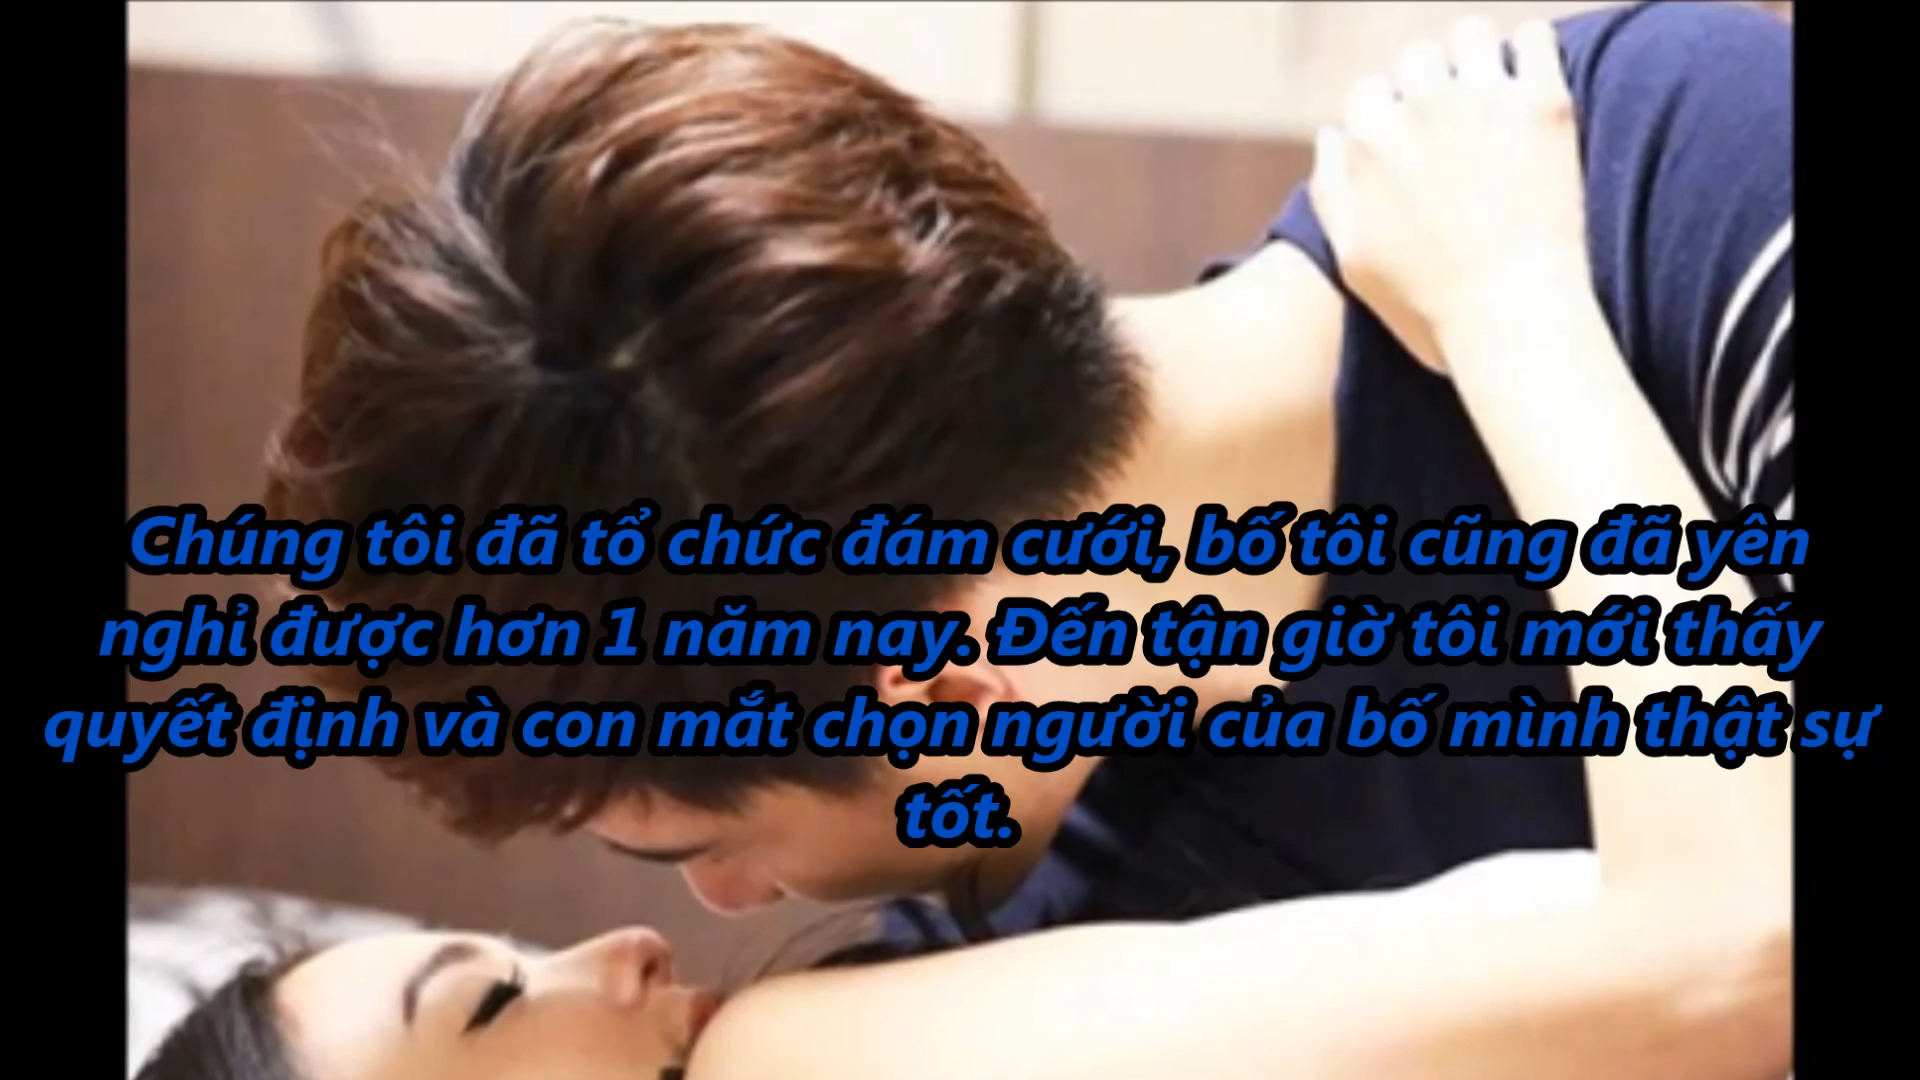 Chúng tôi đã tổ chức đám cưới, bố tôi cũng đã yên
nghỉ được hơn 1 năm nay. Đến tận giờ tôi mới thấy
quyết định và con mắt chọn người của bố mình thật sự
tốt.